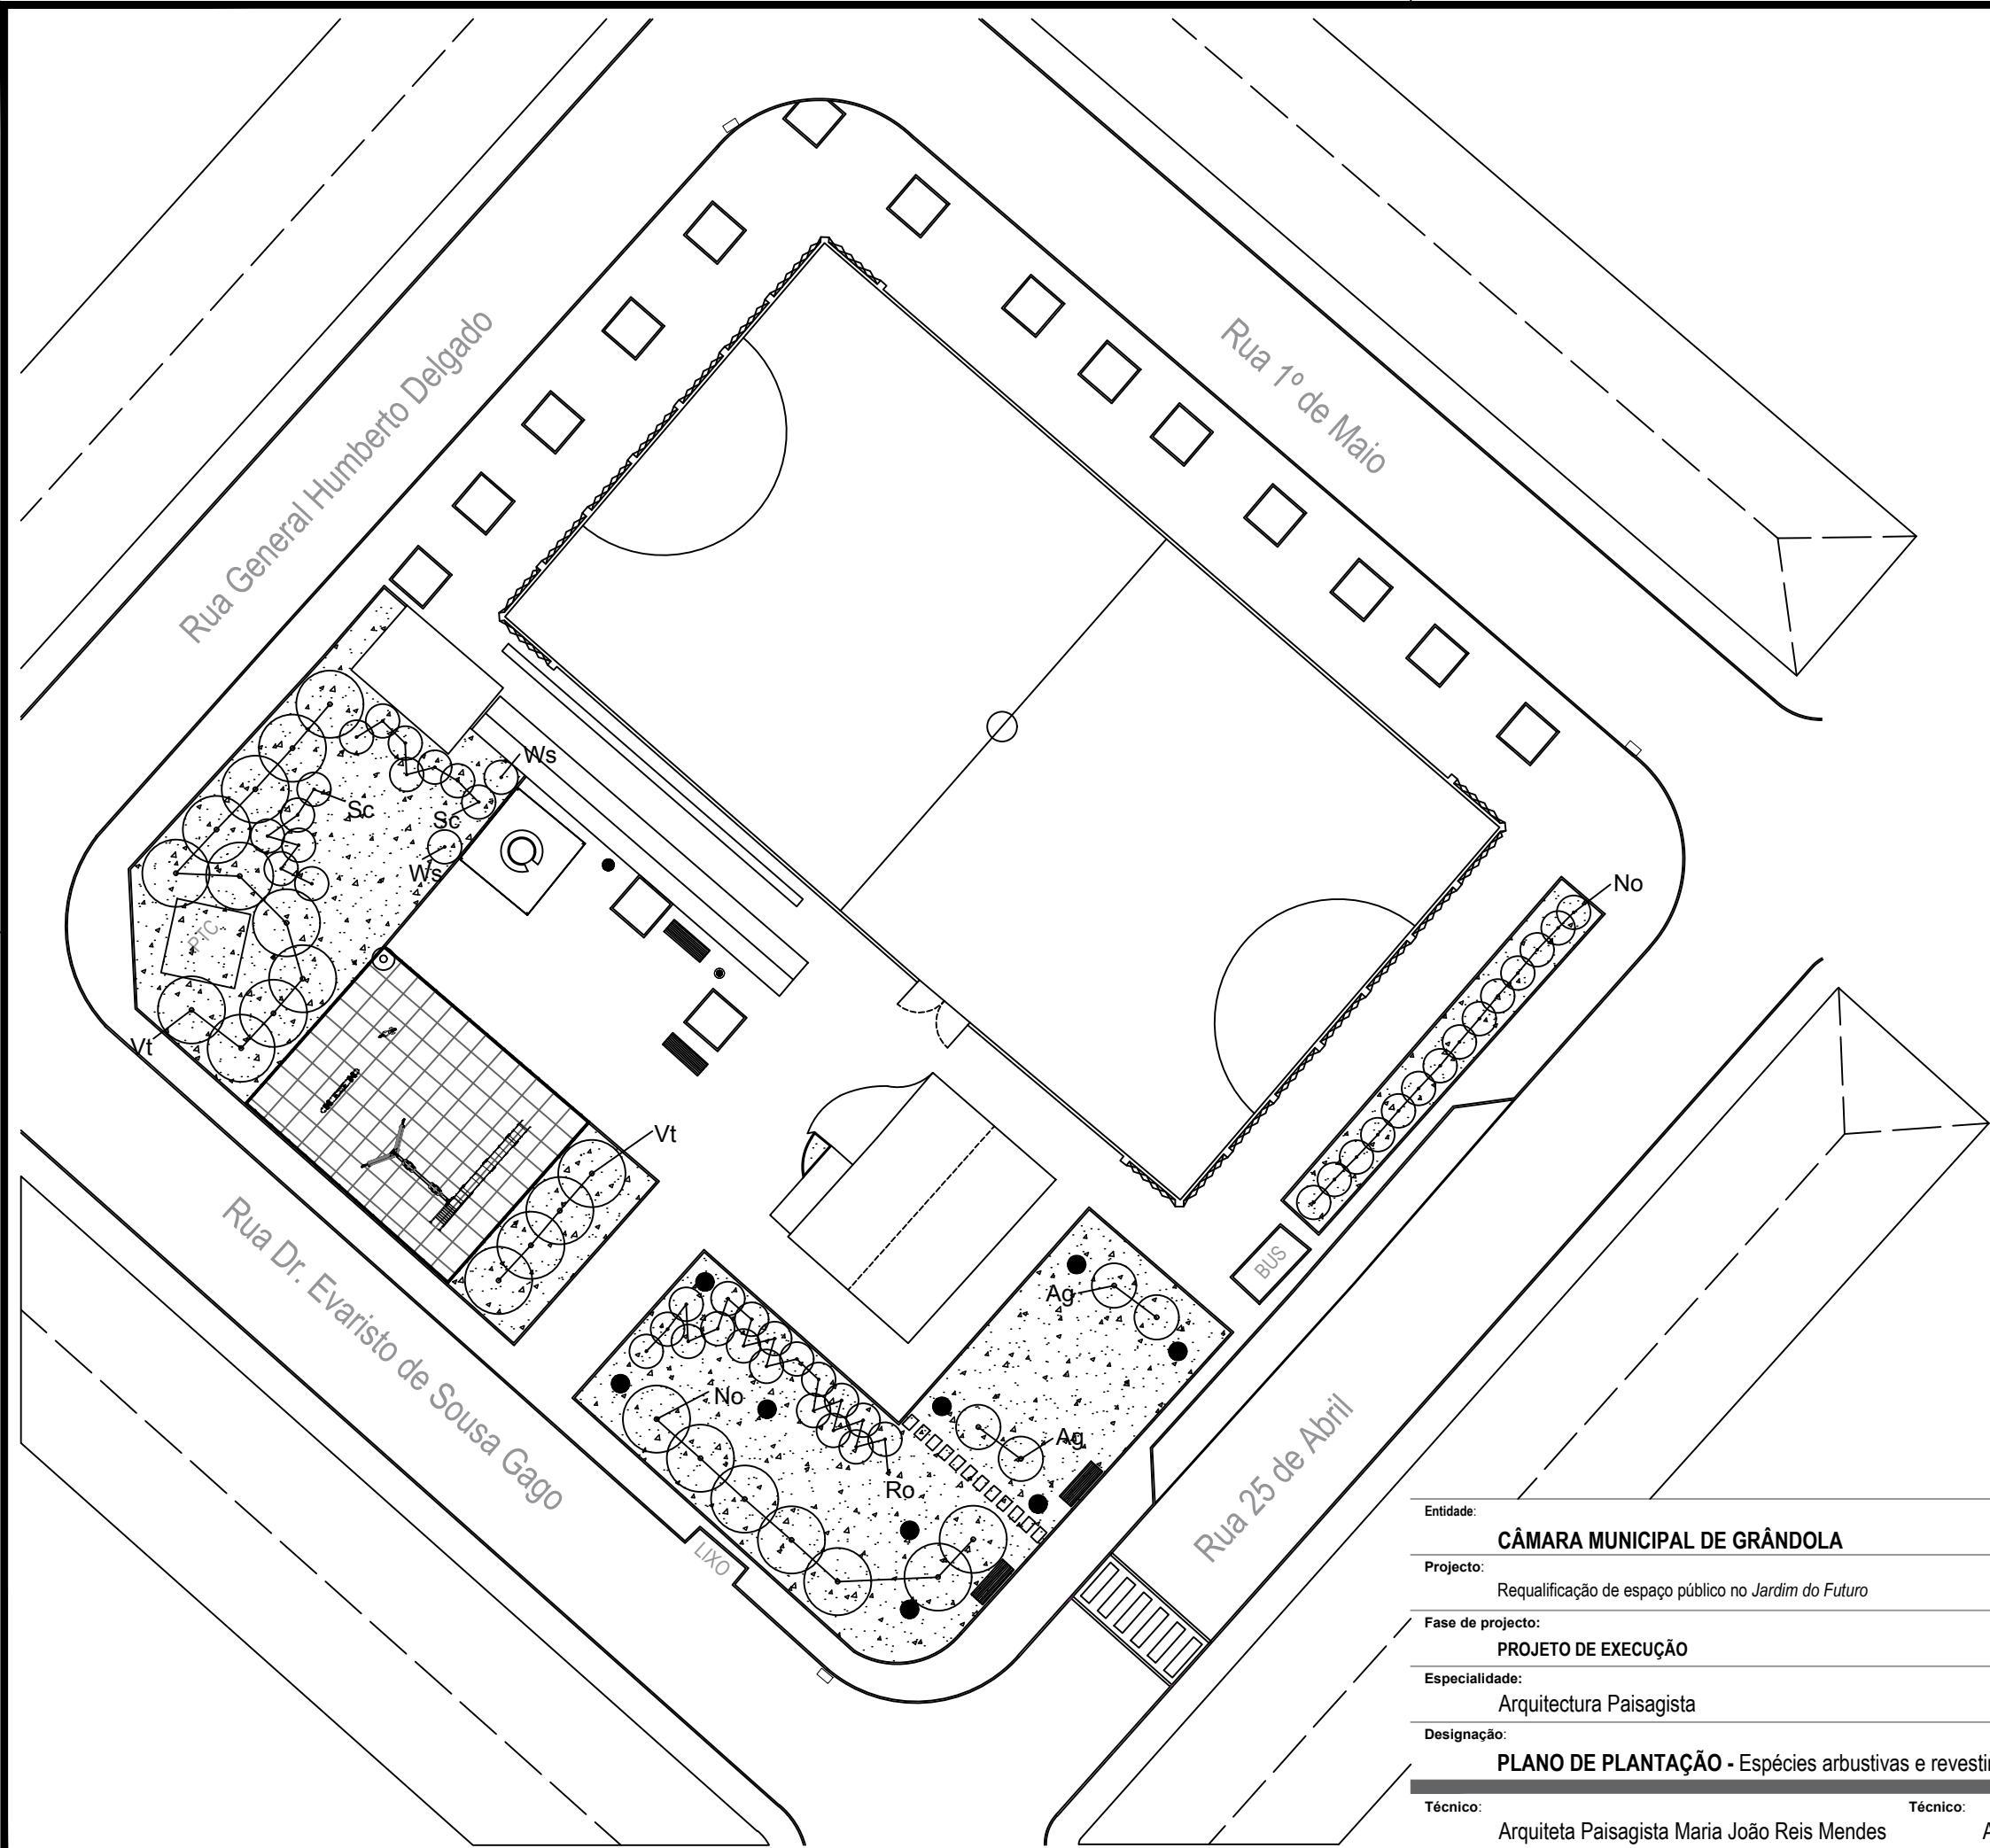 Rua General Humberto Delgado
Rua 1º de Maio
Ws
Sc
Sc
Ws
PTC
No
Vt
Vt
Rua Dr. Evaristo de Sousa Gago
BUS
Ag
No
Ag
Ro
Rua 25 de Abril
LIXO
Entidade:
CÂMARA MUNICIPAL DE GRÂNDOLA
Projecto:
Requalificação de espaço público no Jardim do Futuro
Fase de projecto:
PROJETO DE EXECUÇÃO
Especialidade:
Arquitectura Paisagista
Designação:
PLANO DE PLANTAÇÃO - Espécies arbustivas e
Técnico: Técnico:
Arquiteta Paisagista Maria João Reis Mendes